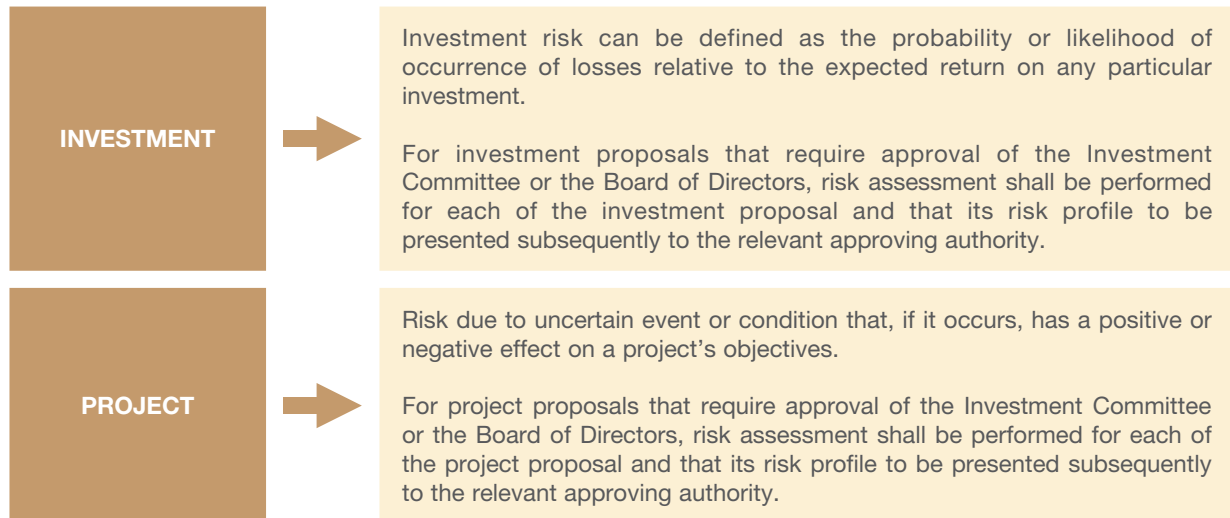 INVESTMENT
Investment risk can be defined as the probability or likelihood of
occurrence of losses relative to the expected return on any particular
investment.
For investment proposals that require approval of the Investment
Committee or the Board of Directors, risk assessment shall be performed
for each of the investment proposal and that its risk profile to be
presented subsequently to the relevant approving authority.
PROJECT
Risk due to uncertain event or condition that, if it occurs, has a positive or
negative effect on a project's objectives.
For project proposals that require approval of the Investment Committee
or the Board of Directors, risk assessment shall be performed for each of
the project proposal and that its risk profile to be presented subsequently
to the relevant approving authority.